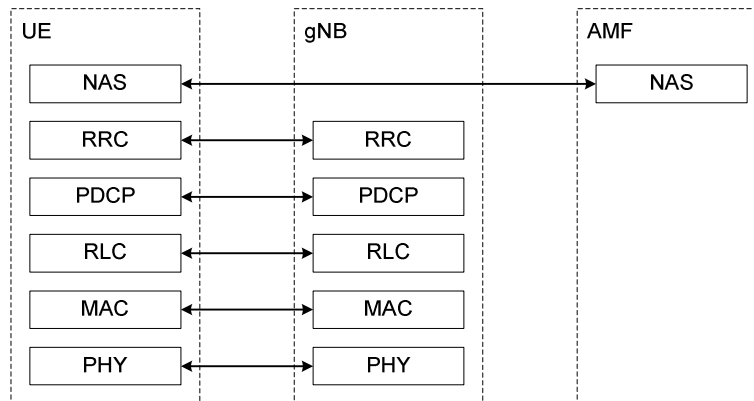 UE
gNB
AMF
NAS
NAS
RRC
RRC
PDCP
PDCP
RLC
RLC
MAC
MAC
PHY
PHY